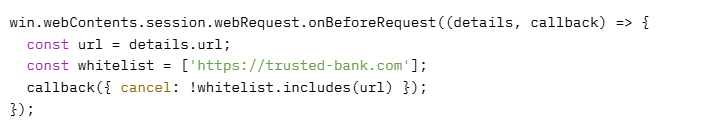 win.webContents.session.webRequest.onBeforeRequest((details, callback) => {
  const url = details.url;
  const whitelist = ['https://trusted-bank.com'];
  callback({ cancel: !whitelist.includes(url) });
});